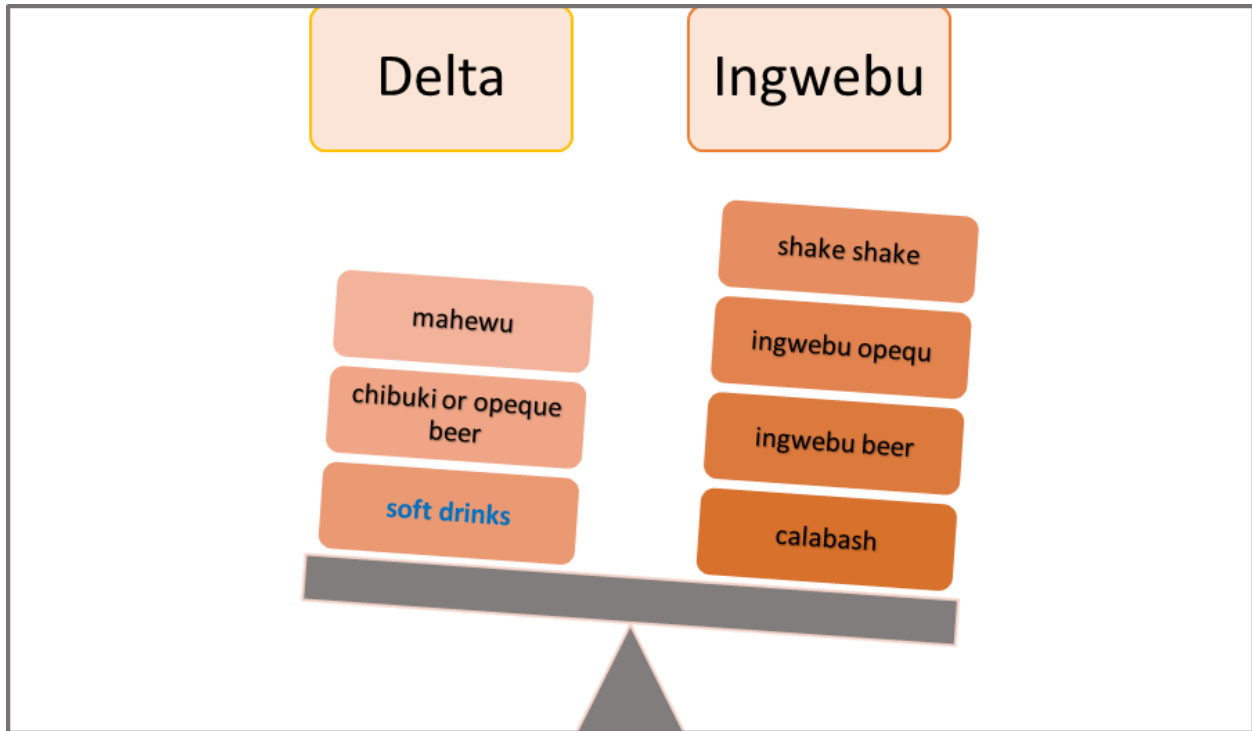 Delta
Ingwebu
mahewu
chibuki or opeque
beer
soft drinks
shake shake
ingwebu opequ
ingwebu beer
calabash